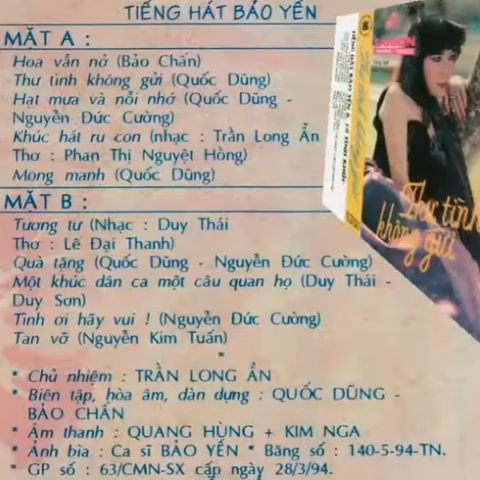 TIẾNG HÁT BẢO YẾN
MẶT A :
Hoa vẫn nở (Bảo Chấn)
Thư tình không gửi (Quốc Dũng)
Hạt mưa và nỗi nhớ (Quốc Dũng -
Nguyễn Đức Cường)
Khúc hát ru con (nhạc : Trần Long Ẩn
Thơ : Phan Thị Nguyệt Hồng)
Mong manh (Quốc Dũng)
MẶT B :
Tương tư (Nhạc : Duy Thái
Thơ : Lê Đại Thanh)
Quà tặng (Quốc Dũng - Nguyễn Đức Cường)
Một khúc dân ca một câu quan họ (Duy Thái -
Duy Sơn)
Tình ơi hãy vui ! (Nguyễn Đức Cường)
Tan vỡ (Nguyễn Kim Tuấn)
*
* Chủ nhiệm : TRẦN LONG ẨN
* Biên tập, hòa âm, dàn dựng : QUỐC DŨNG -
BẢO CHẤN
* Âm thanh : QUANG HÙNG + KIM NGA
* Ảnh bìa : Ca sĩ BẢO YẾN * Băng số : 140-5-94-TN.
* GP số : 63/CMN-SX cấp ngày 28/3/94.
Thư tình
không gửi